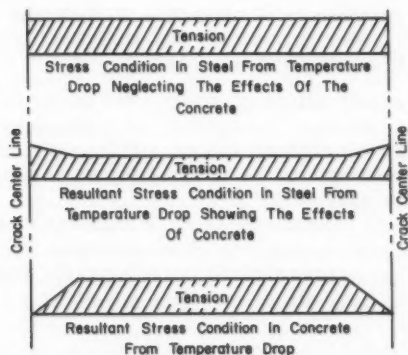 Tension
Stress Condition In Steel From Temperature
Drop Neglecting The Effects Of The
Concrete
Crack Center Line
Crack Center Line
Tension
Resultant Stress Condition In Steel From
Temperature Drop Showing The Effects
Of Concrete
Tension
Resultant Stress Condition In Concrete
From Temperature Drop